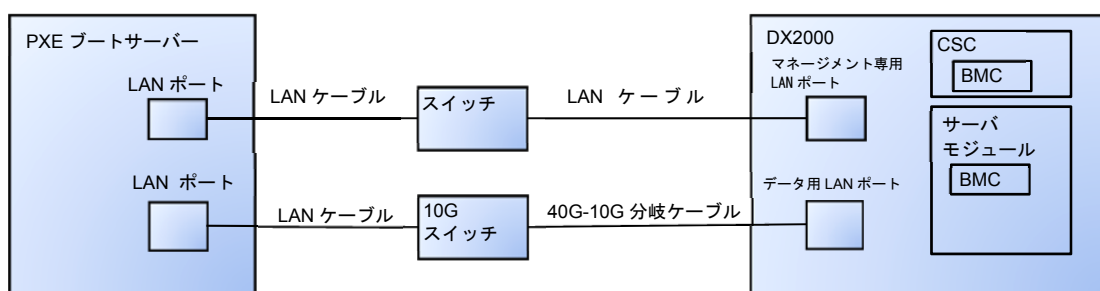 PXE ブートサーバー
LAN ポート
LAN ケーブル
スイッチ
LAN ケーブル
DX2000
マネージメント専用
LAN ポート
CSC
BMC
サーバ
モジュール
BMC
LAN ポート
LAN ケーブル
10G
スイッチ
40G-10G 分岐ケーブル
データ用 LAN ポート